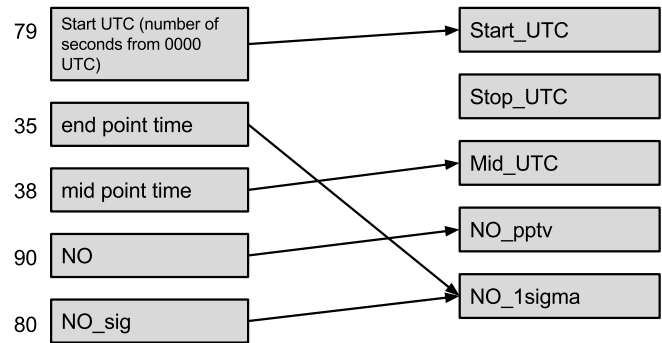 79
Start UTC (number of
seconds from 0000
UTC)
Start_UTC
Stop_UTC
35
end point time
38
mid point time
Mid_UTC
90
NO
NO_pptv
80
NO_sig
NO_1sigma